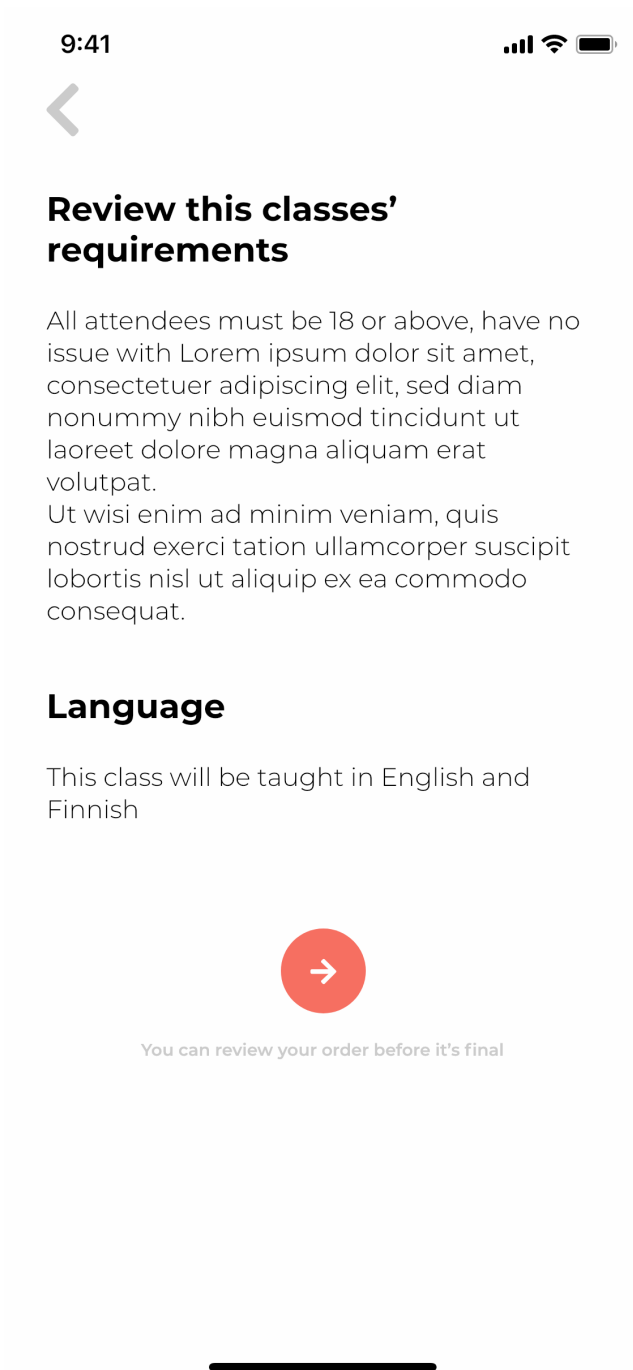 9:41
Review this classes’
requirements
All attendees must be 18 or above, have no
issue with Lorem ipsum dolor sit amet,
consectetuer adipiscing elit, sed diam
nonummy nibh euismod tincidunt ut
laoreet dolore magna aliquam erat
volutpat.
Ut wisi enim ad minim veniam, quis
nostrud exerci tation ullamcorper suscipit
lobortis nisl ut aliquip ex ea commodo
consequat.
Language
This class will be taught in English and
Finnish
You can review your order before it’s final